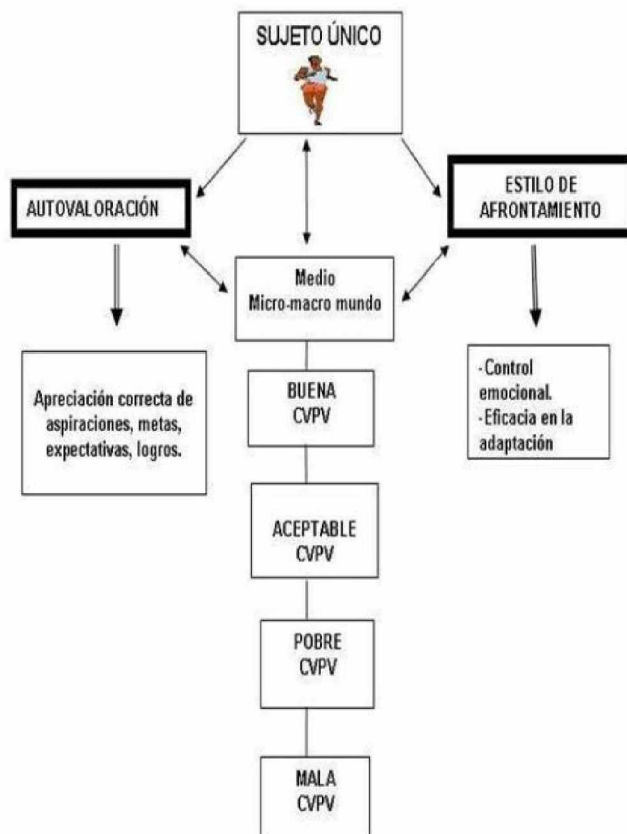 SUJETO ÚNICO
AUTOVALORACIÓN
ESTILO DE
AFRONTAMIENTO
Medio
Micro-macro mundo
Apreciación correcta de
aspiraciones, metas,
expectativas, logros.
-Control
emocional.
-Eficacia en la
adaptación
BUENA
CVPV
ACEPTABLE
CVPV
POBRE
CVPV
MALA
CVPV